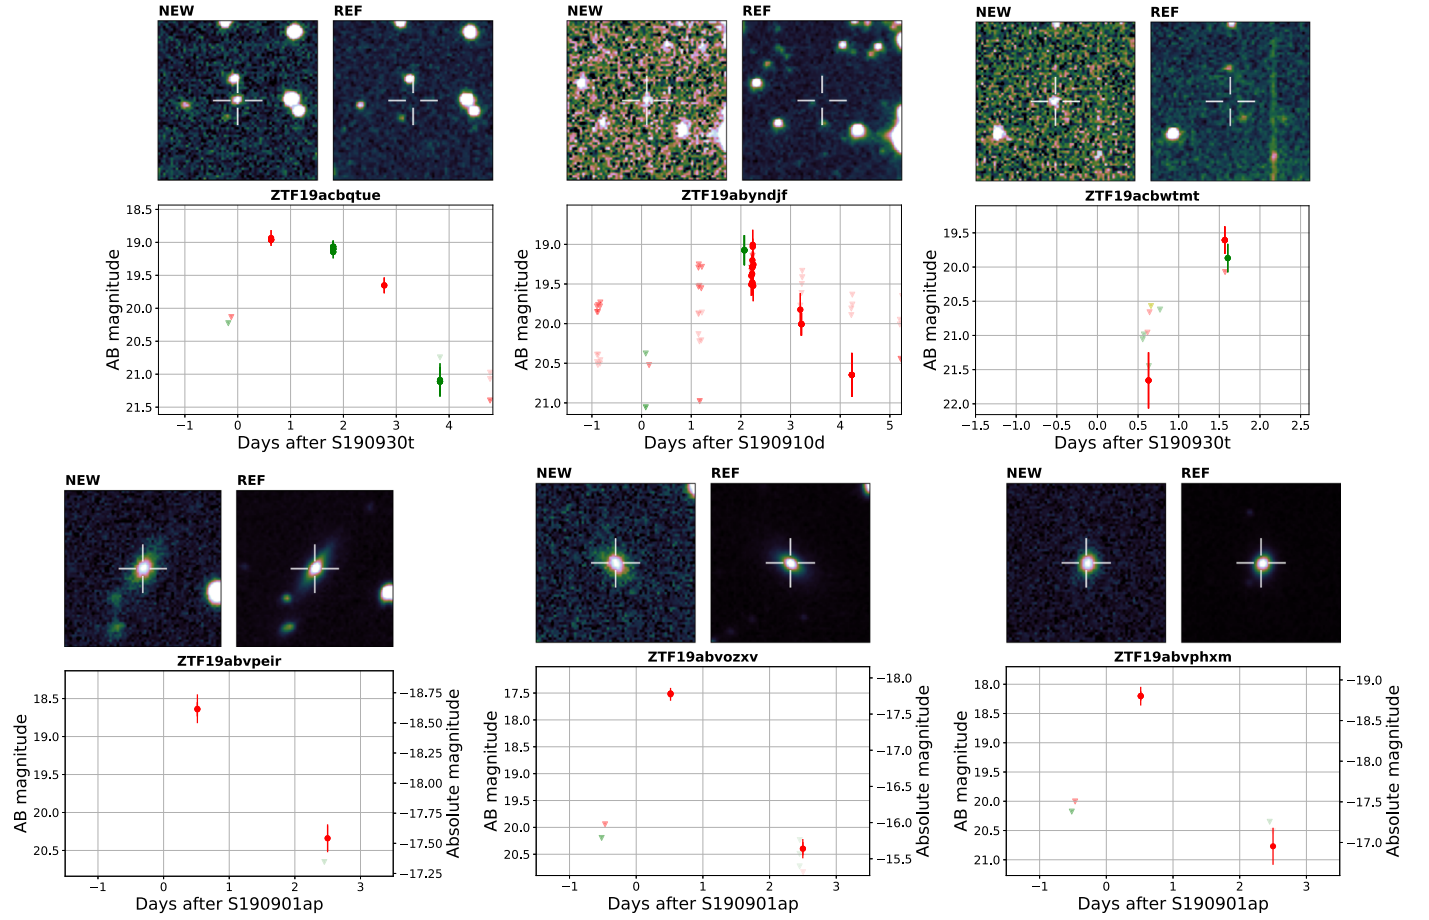 NEW REF NEW REF NEW REF
ZTF19acbqtue ZTF19abyndjf ZTF19acbwtmt
18.5
19.0
19.5
20.0
20.5
21.0
21.5
AB magnitude
−1 0 1 2 3 4
Days after S190930t
19.0
19.5
20.0
20.5
21.0
AB magnitude
−1 0 1 2 3 4 5
Days after S190910d
19.5
20.0
20.5
21.0
21.5
22.0
AB magnitude
−1.5 −1.0 −0.5 0.0 0.5 1.0 1.5 2.0 2.5
Days after S190930t
NEW REF NEW REF NEW REF
ZTF19abvpeir ZTF19abvozxv ZTF19abvphxm
18.5
19.0
19.5
20.0
20.5
AB magnitude
−18.75
−18.50
−18.25
−18.00
−17.75
−17.50
−17.25
Absolute magnitude
−1 0 1 2 3
Days after S190901ap
17.5
18.0
18.5
19.0
19.5
20.0
20.5
AB magnitude
−18.0
−17.5
−17.0
−16.5
−16.0
−15.5
Absolute magnitude
−1 0 1 2 3
Days after S190901ap
18.0
18.5
19.0
19.5
20.0
20.5
21.0
AB magnitude
−19.0
−18.5
−18.0
−17.5
−17.0
Absolute magnitude
−1 0 1 2 3
Days after S190901ap